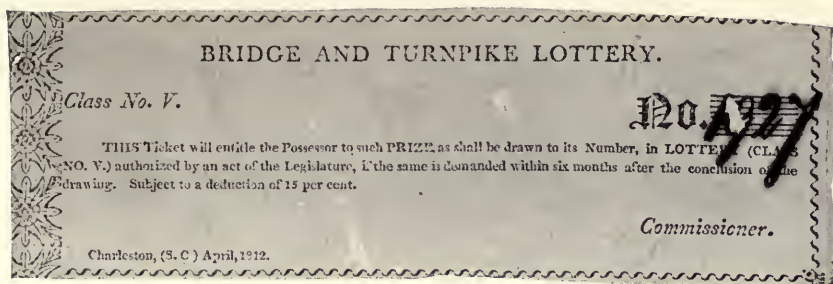 BRIDGE AND TURNPIKE LOTTERY.
Class No. V.
No. 1927
THIS Ticket will entitle the Possessor to such PRIZE as shall be drawn to its Number, in LOTTERY (CLASS
NO. V.) authorized by an act of the Legislature, if the same is demanded within six months after the conclusion of the
drawing. Subject to a deduction of 15 per cent.
Commissioner.
Charleston, (S. C ) April, 1812.